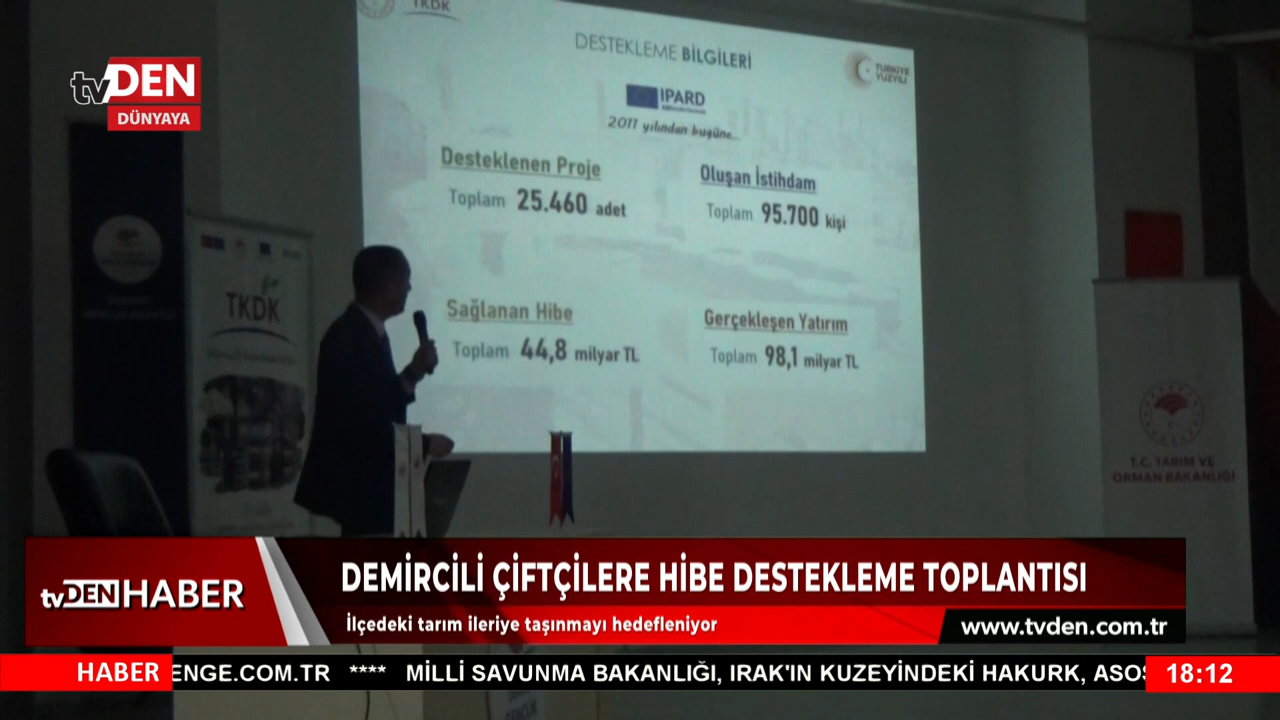 TKDK
DESTEKLEME BİLGİLERİ
TÜRKİYE
YÜZYILI
tvDEN
DÜNYAYA
IPARD
2011 yılından bugüne...
Desteklenen Proje
Toplam 25.460 adet
Oluşan İstihdam
Toplam 95.700 kişi
TKDK
Sağlanan Hibe
Toplam 44,8 milyar TL
Gerçekleşen Yatırım
Toplam 98,1 milyar TL
T.C. TARIM VE
ORMAN BAKANLIĞI
tvDEN HABER
DEMİRCİLİ ÇİFTÇİLERE HİBE DESTEKLEME TOPLANTISI
İlçedeki tarım ileriye taşınmayı hedefleniyor
www.tvden.com.tr
HABER
ENGE.COM.TR **** MİLLİ SAVUNMA BAKANLIĞI, IRAK'IN KUZEYİNDEKİ HAKURK, ASOS
18:12